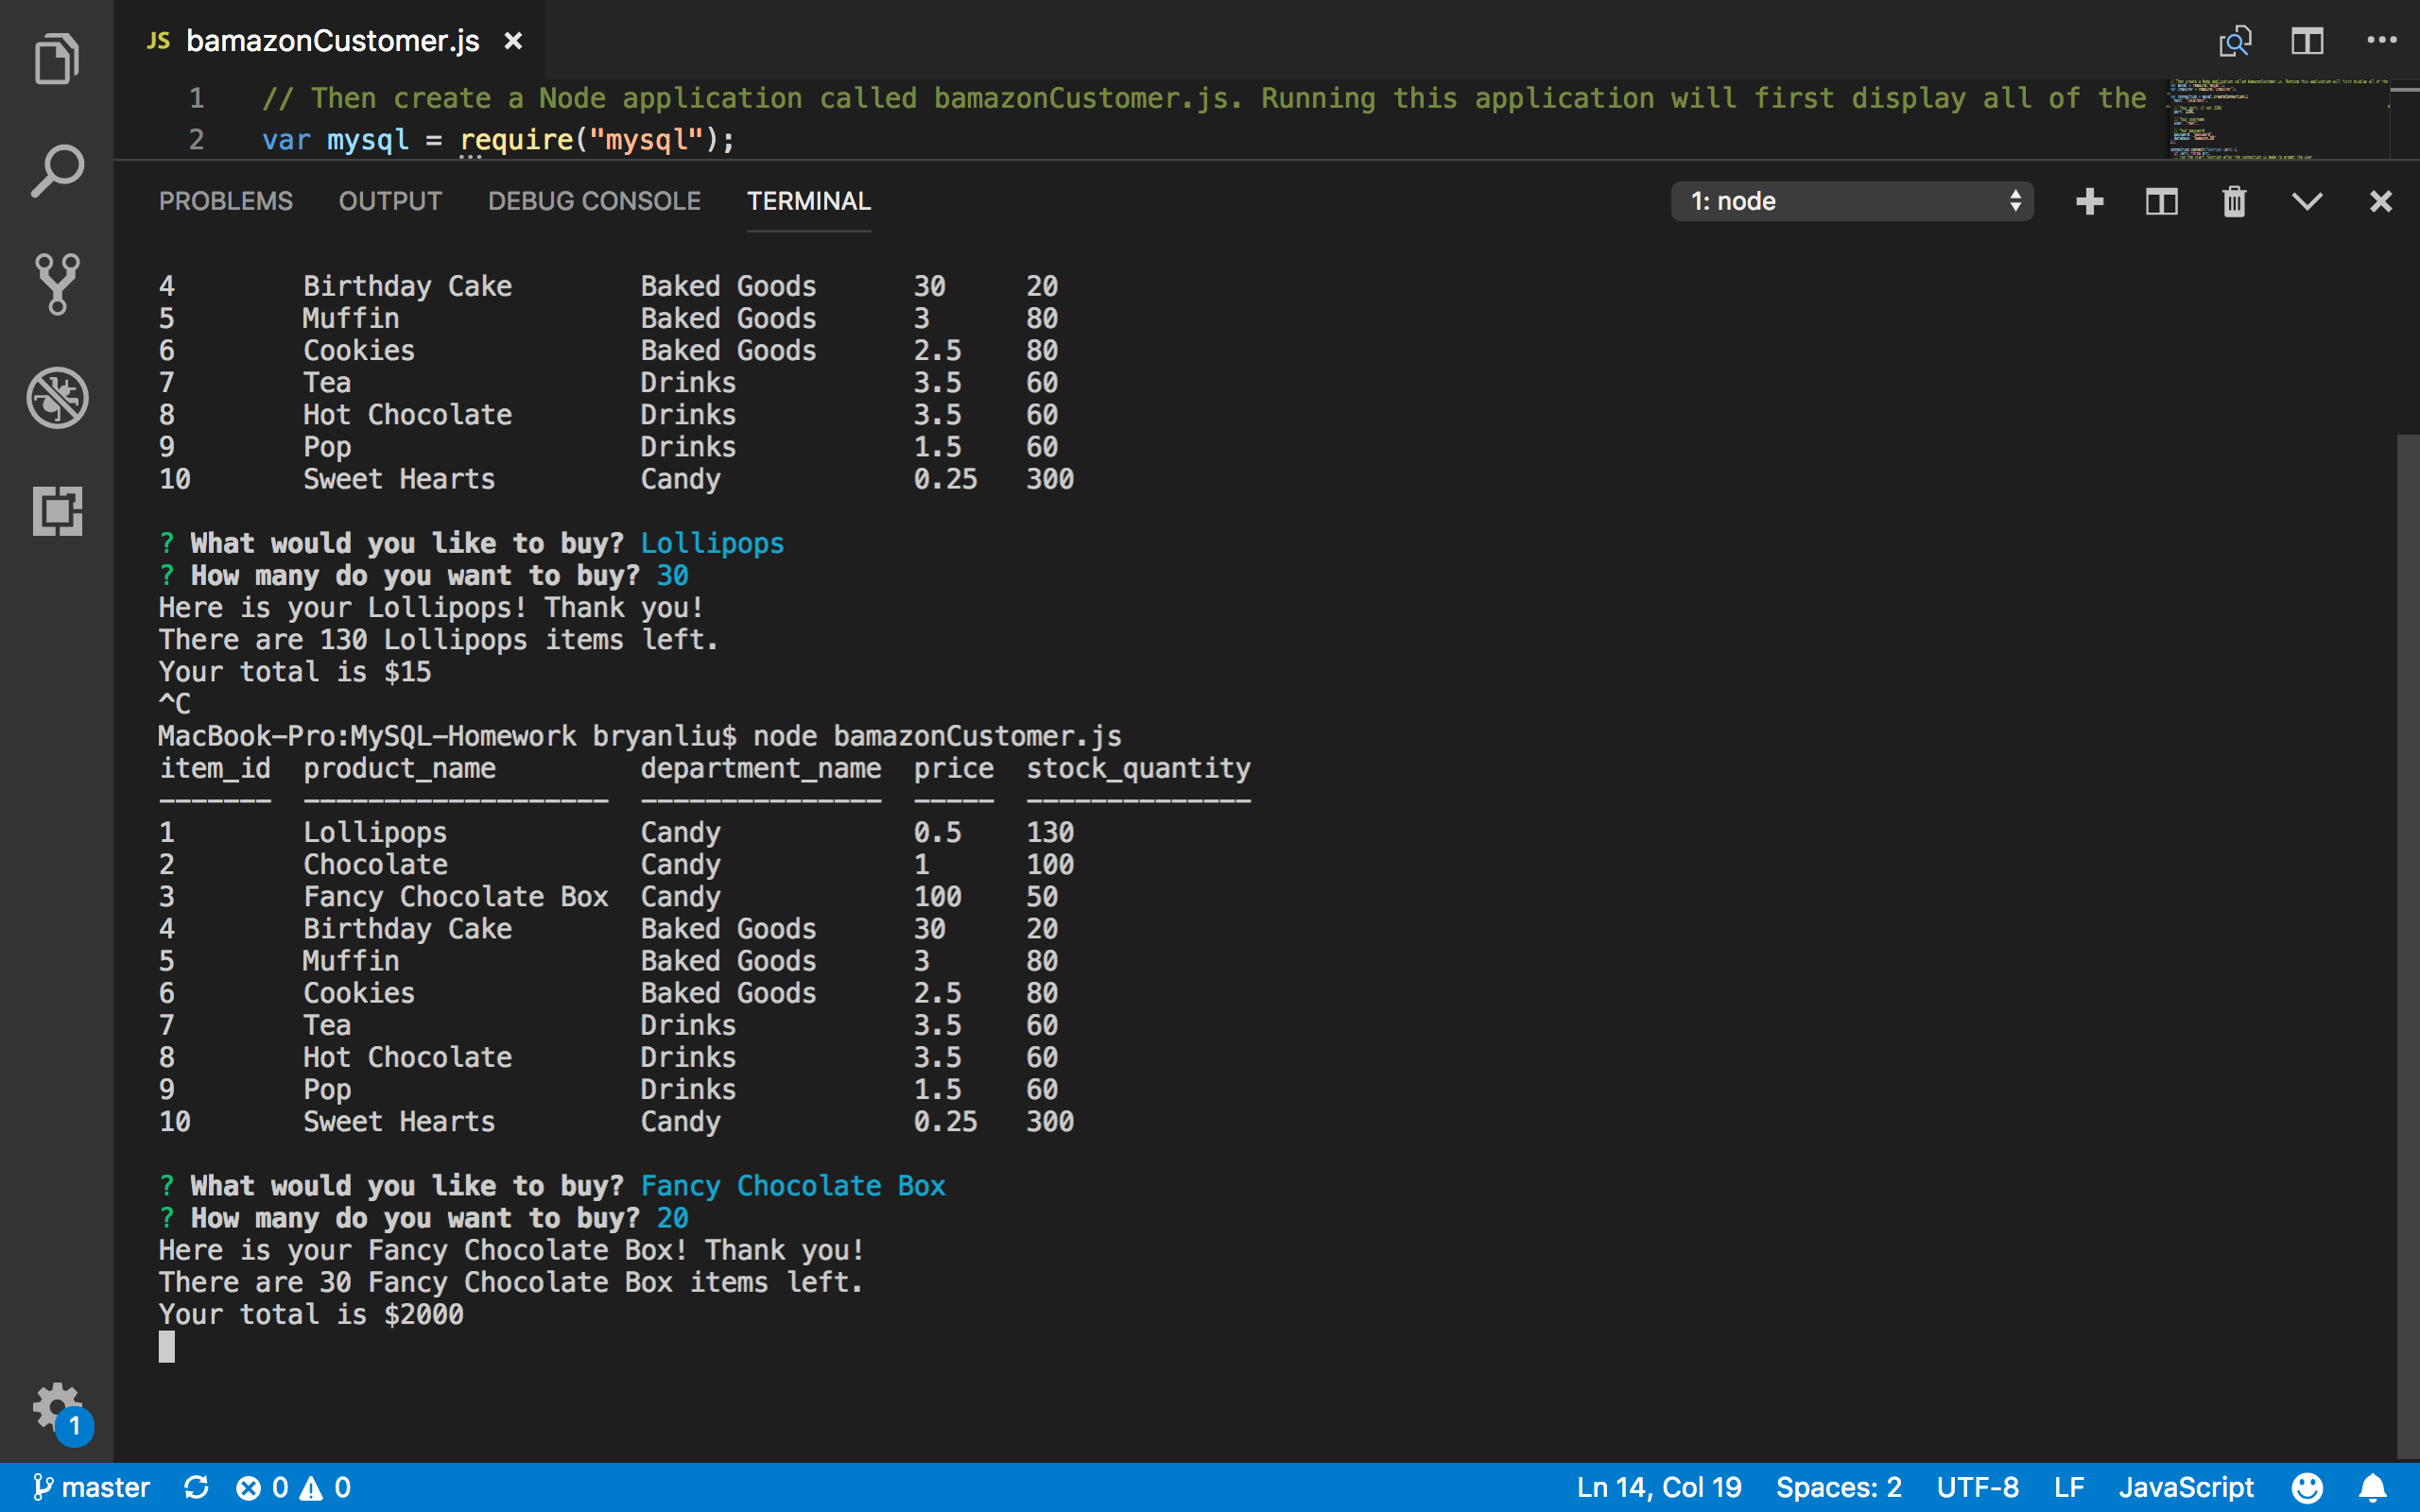 JS bamazonCustomer.js ×
1 // Then create a Node application called bamazonCustomer.js. Running this application will first display all of the
2 var mysql = require("mysql");
PROBLEMS OUTPUT DEBUG CONSOLE TERMINAL 1: node
4 Birthday Cake Baked Goods 30 20
5 Muffin Baked Goods 3 80
6 Cookies Baked Goods 2.5 80
7 Tea Drinks 3.5 60
8 Hot Chocolate Drinks 3.5 60
9 Pop Drinks 1.5 60
10 Sweet Hearts Candy 0.25 300
? What would you like to buy? Lollipops
? How many do you want to buy? 30
Here is your Lollipops! Thank you!
There are 130 Lollipops items left.
Your total is $15
^C
MacBook-Pro:MySQL-Homework bryanliu$ node bamazonCustomer.js
item_id product_name department_name price stock_quantity
------- ------------------- --------------- ----- --------------
1 Lollipops Candy 0.5 130
2 Chocolate Candy 1 100
3 Fancy Chocolate Box Candy 100 50
4 Birthday Cake Baked Goods 30 20
5 Muffin Baked Goods 3 80
6 Cookies Baked Goods 2.5 80
7 Tea Drinks 3.5 60
8 Hot Chocolate Drinks 3.5 60
9 Pop Drinks 1.5 60
10 Sweet Hearts Candy 0.25 300
? What would you like to buy? Fancy Chocolate Box
? How many do you want to buy? 20
Here is your Fancy Chocolate Box! Thank you!
There are 30 Fancy Chocolate Box items left.
Your total is $2000
1
master 0 0 Ln 14, Col 19 Spaces: 2 UTF-8 LF JavaScript